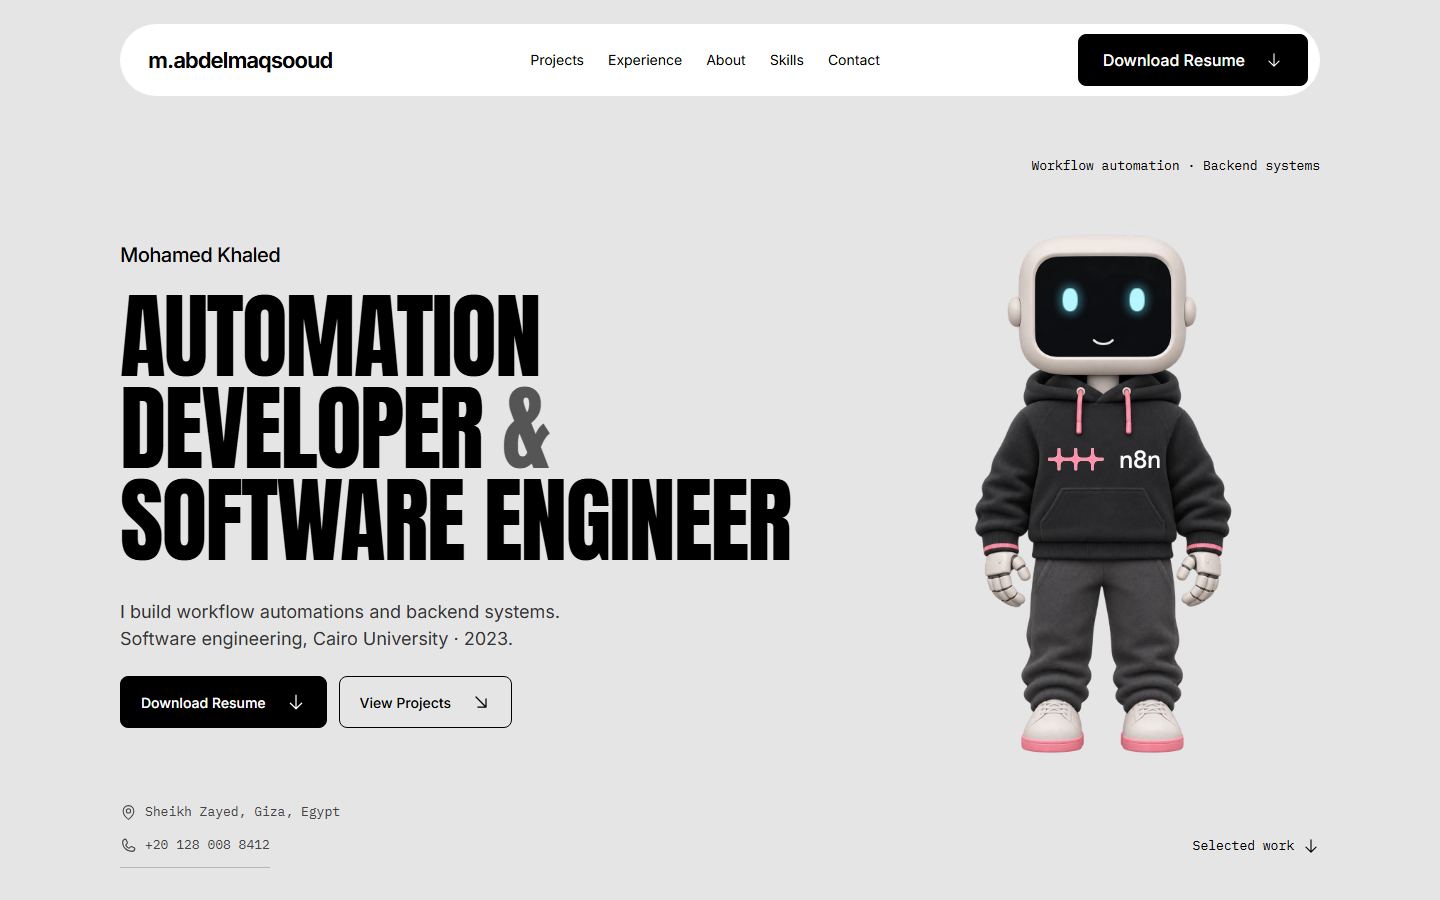 m.abdelmaqsooud
Projects
Experience
About
Skills
Contact
Download Resume
Workflow automation · Backend systems
Mohamed Khaled
AUTOMATION
DEVELOPER &
SOFTWARE ENGINEER
n8n
I build workflow automations and backend systems.
Software engineering, Cairo University · 2023.
Download Resume
View Projects
Sheikh Zayed, Giza, Egypt
+20 128 008 8412
Selected work